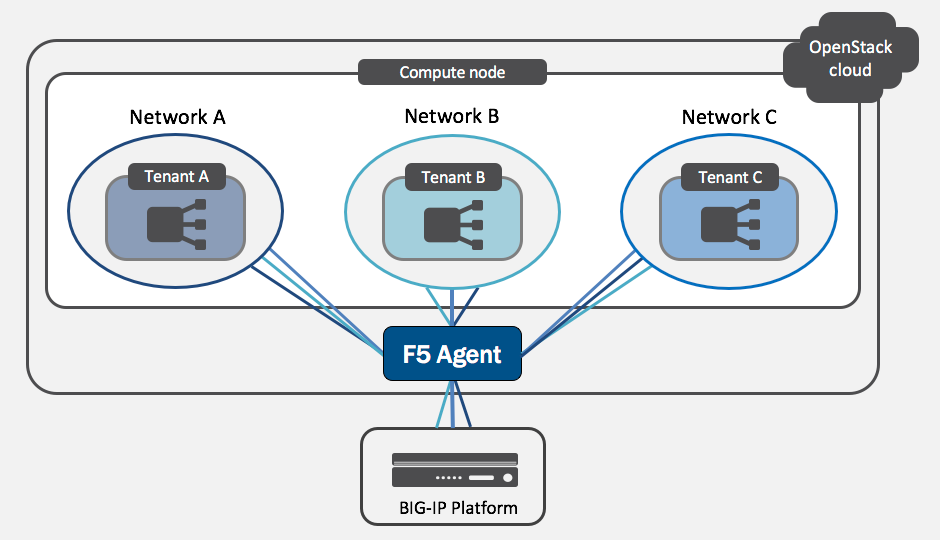 OpenStack
cloud
Compute node
Network A
Network B
Network C
Tenant A
Tenant B
Tenant C
F5 Agent
BIG-IP Platform